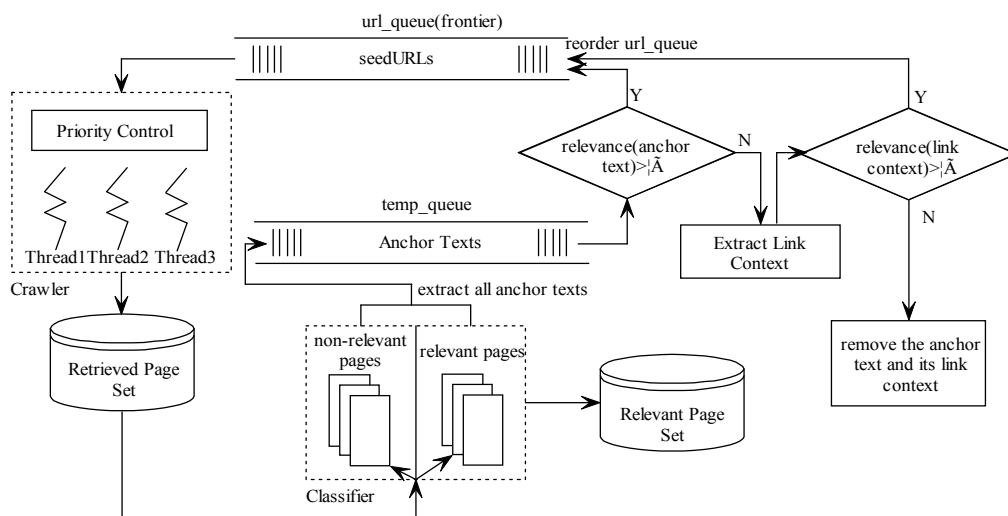 url_queue(frontier)
reorder url_queue
seedURLs
Y
Y
Priority Control
relevance(anchor
text)>¦Ã
N
relevance(link
context)>¦Ã
N
temp_queue
Anchor Texts
Thread1 Thread2 Thread3
Extract Link
Context
Crawler
extract all anchor texts
non-relevant
pages
relevant pages
remove the anchor
text and its link
context
Retrieved Page
Set
Relevant Page
Set
Classifier